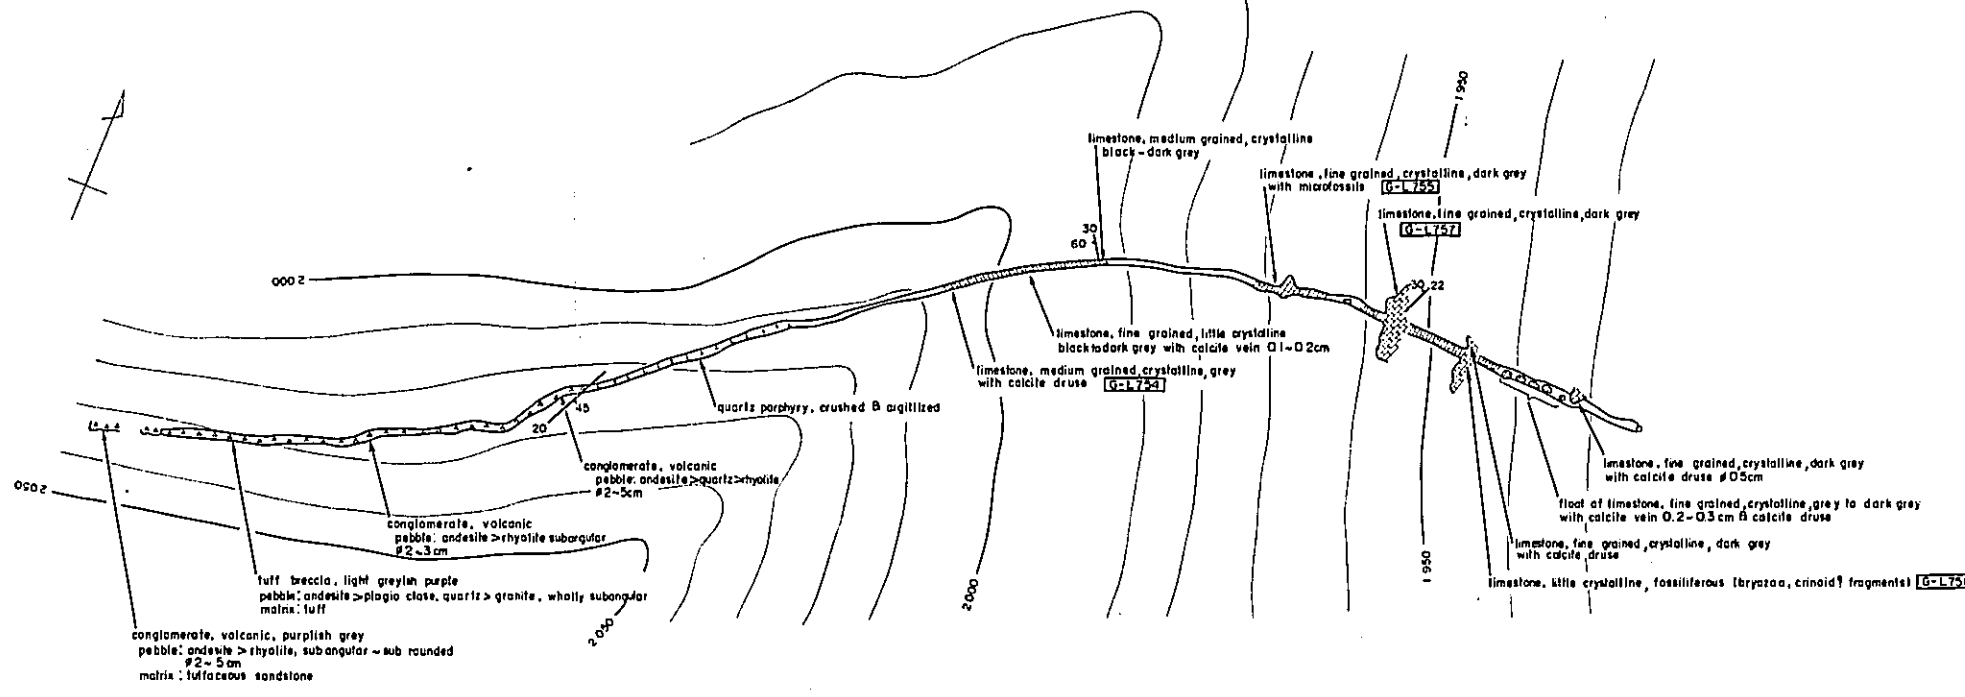 1950
limestone, medium grained, crystalline
black-dark grey
limestone, fine grained, crystalline, dark grey
with microfossils G-L755
limestone, fine grained, crystalline, dark grey
G-L757
30
60
2000
30 22
limestone, fine grained, little crystalline
black to dark grey with calcite vein 0.1~0.2cm
limestone, medium grained, crystalline, grey
with calcite druse G-L754
quartz porphyry, crushed & argillized
45
20
conglomerate, volcanic
pebble: andesite>quartz>rhyolite
ø2~5cm
limestone, fine grained, crystalline, dark grey
with calcite druse ø05cm
2050
float of limestone, fine grained, crystalline, grey to dark grey
with calcite vein 0.2~0.3cm & calcite druse
conglomerate, volcanic
pebble: andesite>rhyolite subangular
ø2~3cm
limestone, fine grained, crystalline, dark grey
with calcite druse
1950
tuff breccia, light greyish purple
pebble: andesite>plagio clase, quartz>granite, wholly subangular
matrix: tuff
limestone, little crystalline, fossiliferous (bryozoa, crinoid? fragments)
2000
2050
conglomerate, volcanic, purplish grey
pebble: andesite>rhyolite, subangular~sub rounded
ø2~5cm
matrix: tuffaceous sandstone